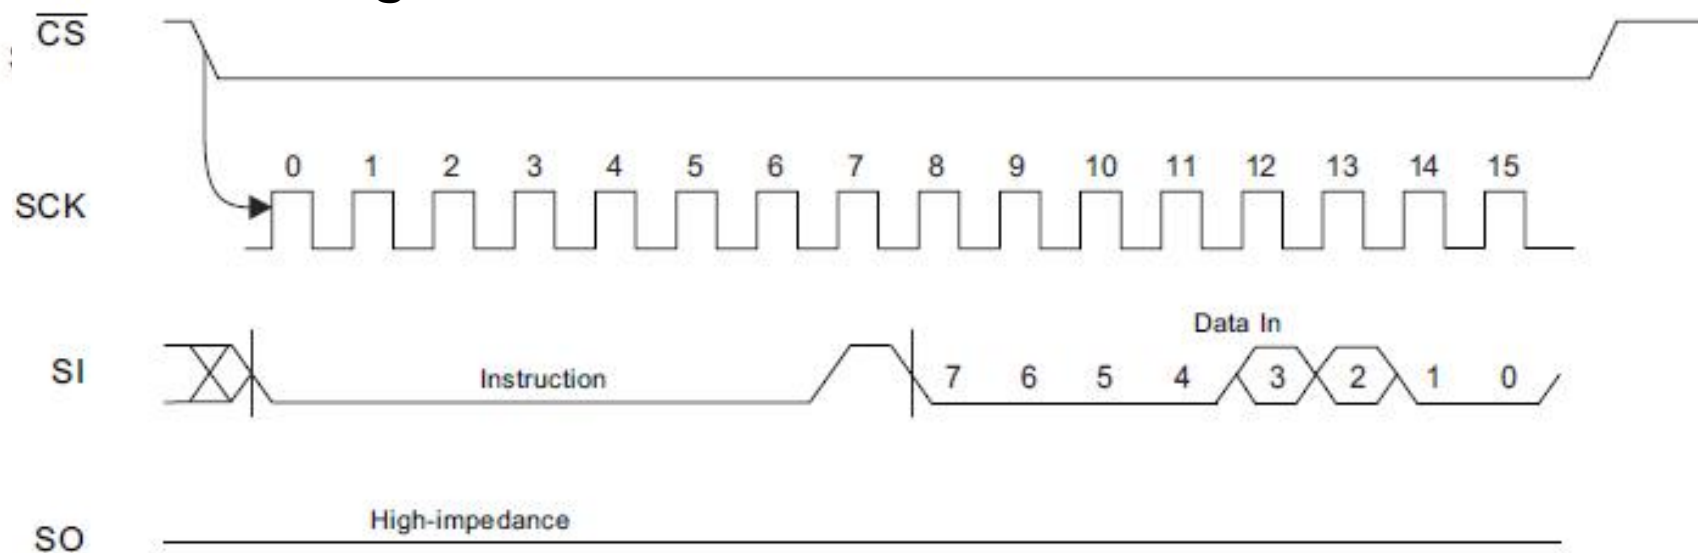 CS
0 1 2 3 4 5 6 7 8 9 10 11 12 13 14 15
SCK
Data In
SI Instruction 7 6 5 4 3 2 1 0
High-impedance
SO